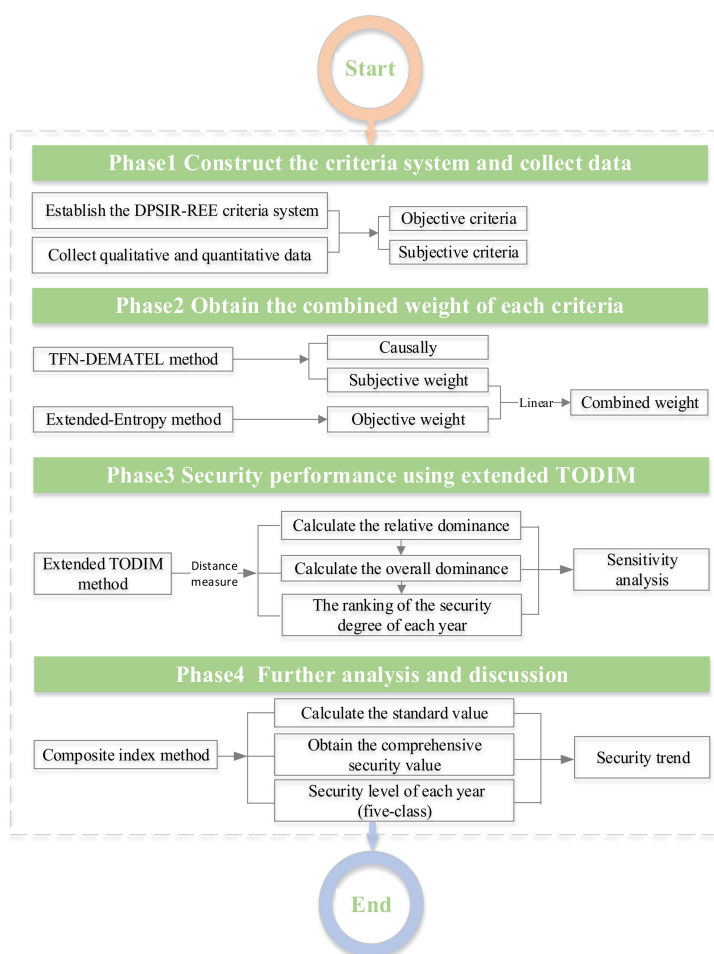 Start
Phase1 Construct the criteria system and collect data
Establish the DPSIR-REE criteria system
Collect qualitative and quantitative data
Objective criteria
Subjective criteria
Phase2 Obtain the combined weight of each criteria
TFN-DEMATEL method
Causally
Subjective weight
Extended-Entropy method
Objective weight
Linear
Combined weight
Phase3 Security performance using extended TODIM
Extended TODIM
method
Distance
measure
Calculate the relative dominance
Calculate the overall dominance
The ranking of the security
degree of each year
Sensitivity
analysis
Phase4  Further analysis and discussion
Composite index method
Calculate the standard value
Obtain the comprehensive
security value
Security level of each year
(five-class)
Security trend
End